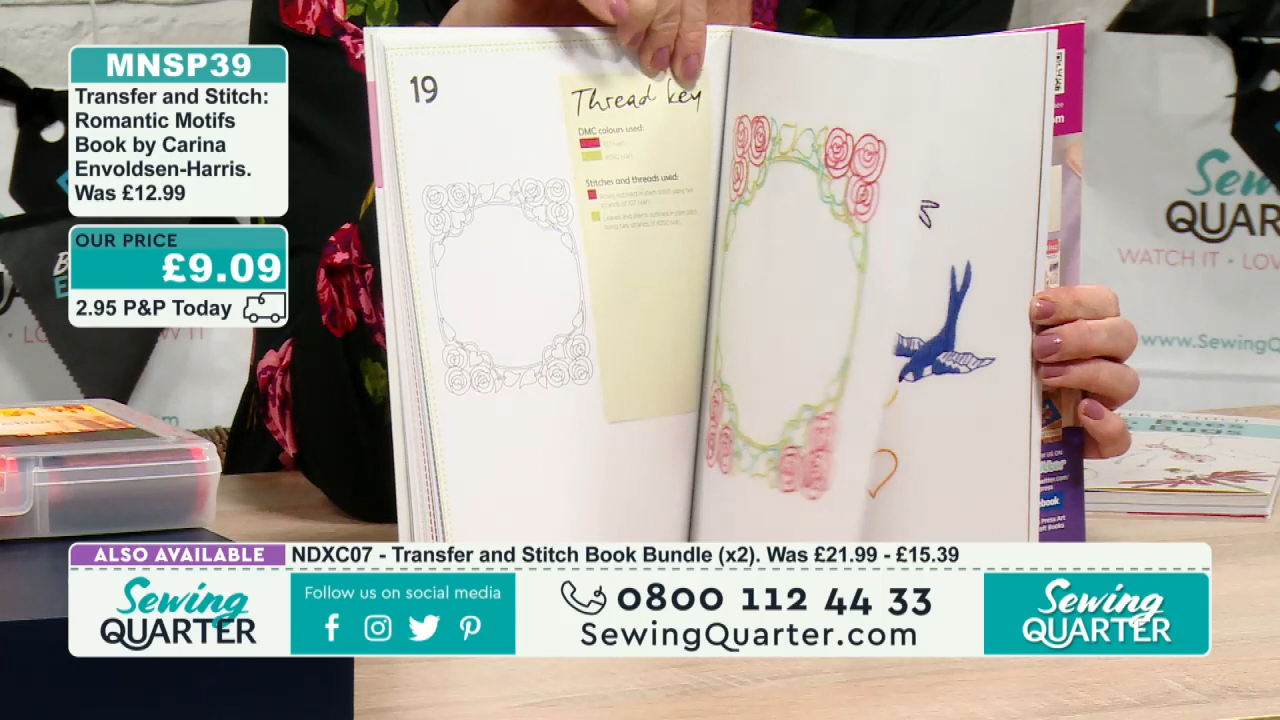 MNSP39
Transfer and Stitch:
Romantic Motifs
Book by Carina
Envoldsen-Harris.
Was £12.99
OUR PRICE
£9.09
2.95 P&P Today
19
Thread key
DMC colours used:
Stitches and threads used:
Sewing
QUARTER
WATCH IT • LOV
www.SewingQ
ALSO AVAILABLE
NDXC07 - Transfer and Stitch Book Bundle (x2). Was £21.99 - £15.39
Sewing
QUARTER
Follow us on social media
0800 112 44 33
SewingQuarter.com
Sewing
QUARTER